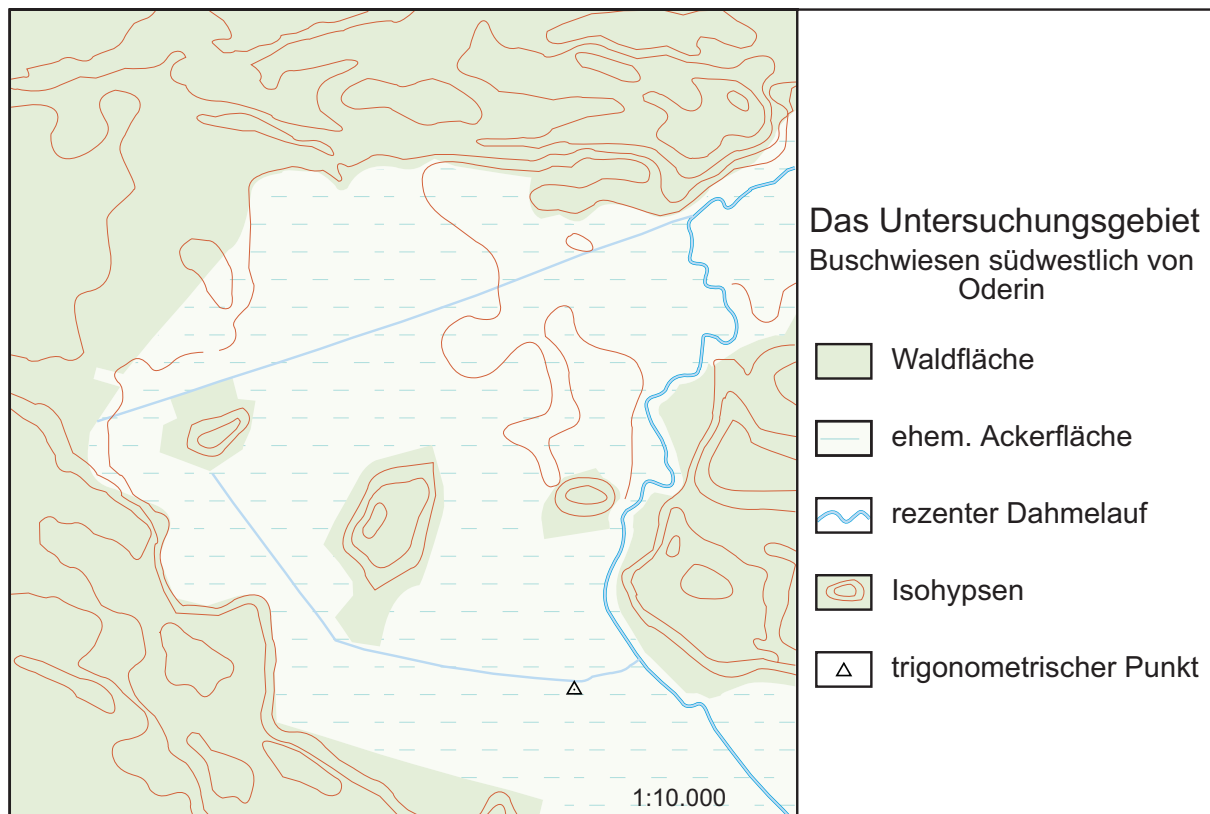 Das Untersuchungsgebiet
Buschwiesen südwestlich von
Oderin
Waldfläche
ehem. Ackerfläche
rezenter Dahmelauf
Isohypsen
trigonometrischer Punkt
1:10.000